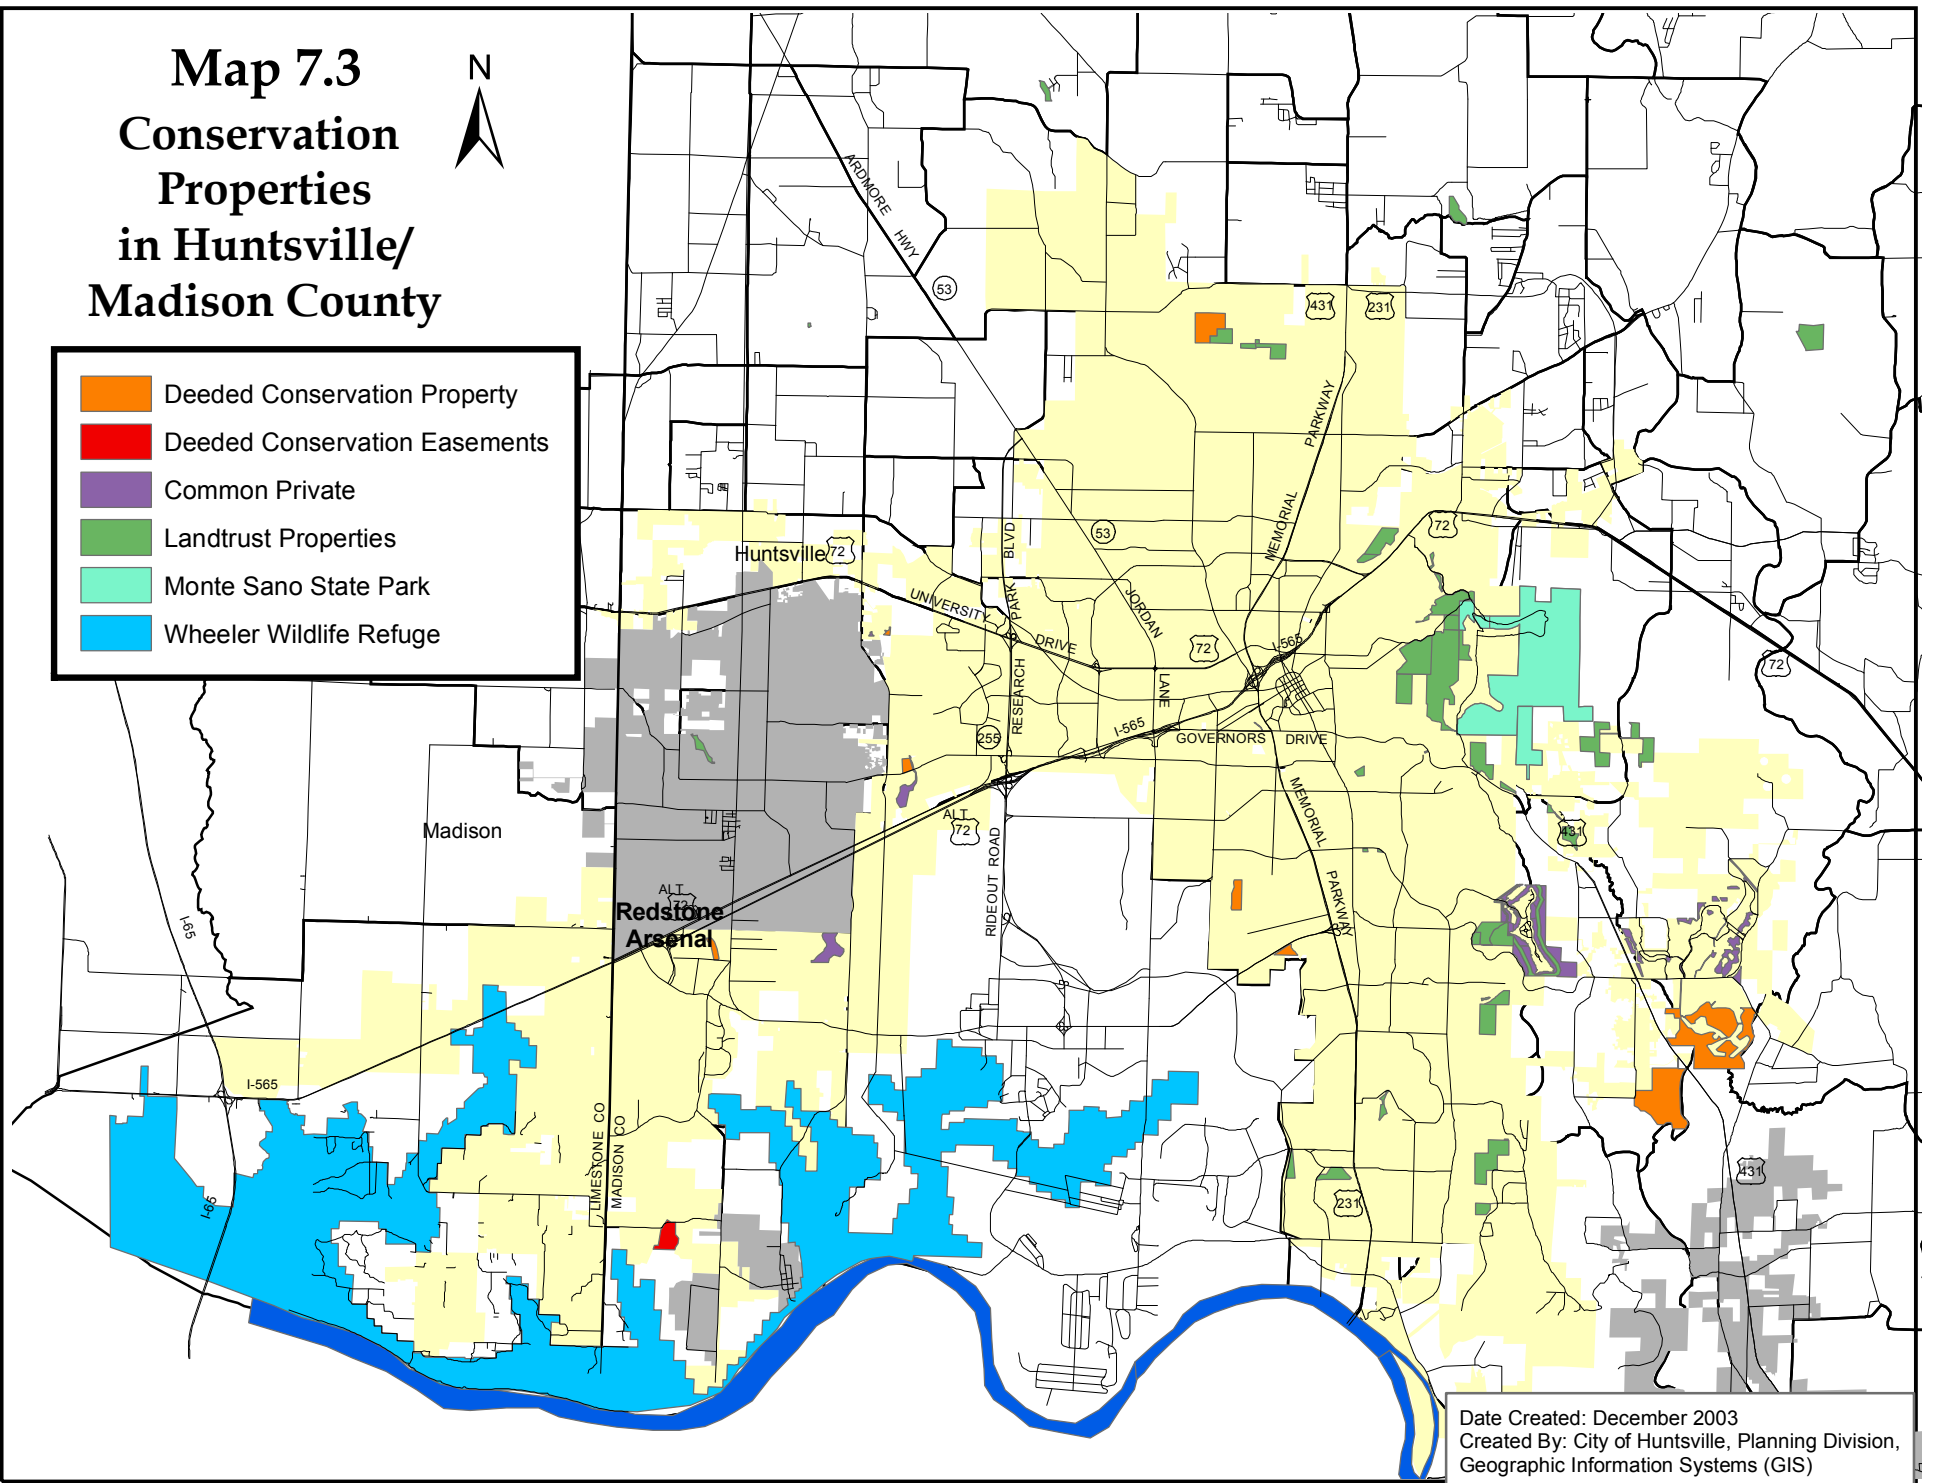 Map 7.3
Conservation
Properties
in Huntsville/
Madison County
N
Deeded Conservation Property
Deeded Conservation Easements
Common Private
Landtrust Properties
Monte Sano State Park
Wheeler Wildlife Refuge
ARDMORE HWY
53
431
231
PARKWAY
MEMORIAL
53
72
Huntsville
72
BLVD
PARK
RESEARCH
UNIVERSITY
DRIVE
JORDAN
LANE
72
I-565
72
I-565
255
GOVERNORS DRIVE
MEMORIAL
PARKWAY
ALT
72
Madison
431
RIDEOUT ROAD
ALT
72
Redstone
Arsenal
I-65
I-565
LIMESTONE CO
MADISON CO
I-65
231
431
Date Created: December 2003
Created By: City of Huntsville, Planning Division,
Geographic Information Systems (GIS)